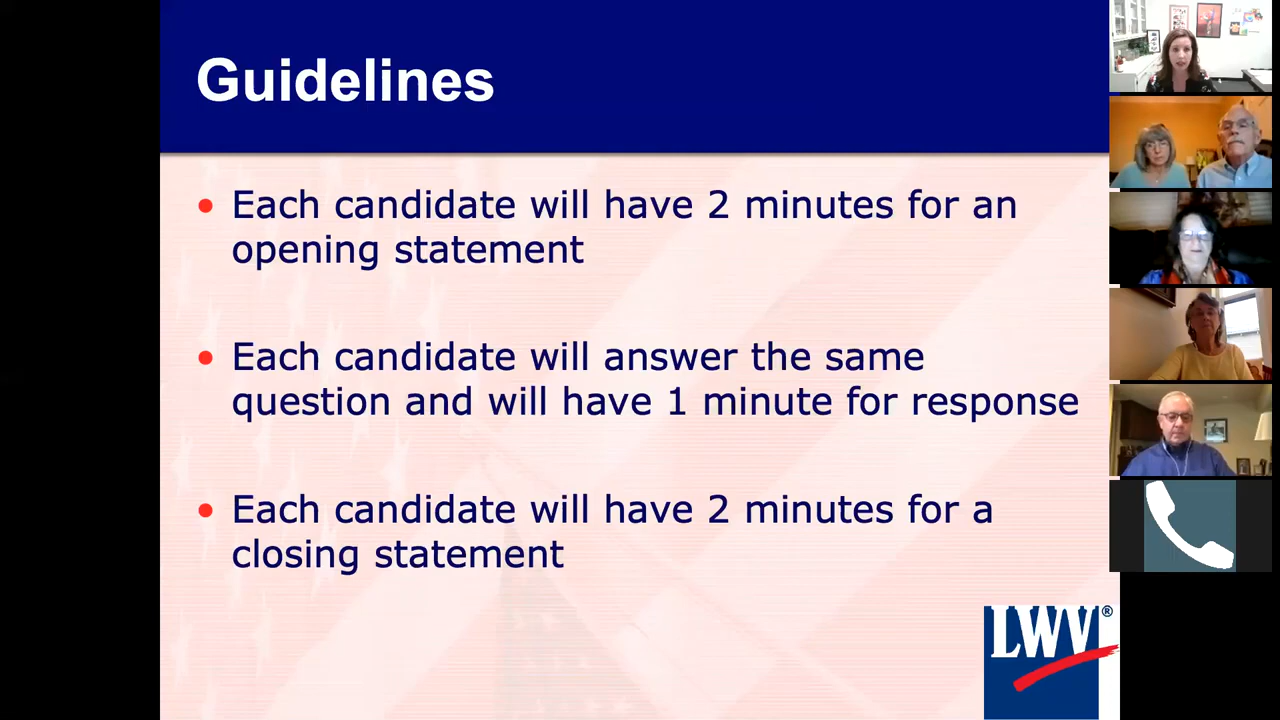 Guidelines
• Each candidate will have 2 minutes for an
opening statement
• Each candidate will answer the same
question and will have 1 minute for response
• Each candidate will have 2 minutes for a
closing statement
LWV®